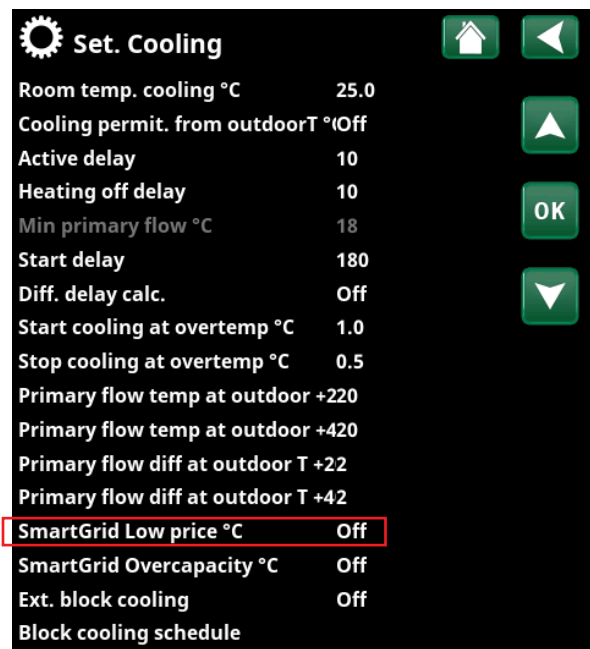 Set. Cooling
Room temp. cooling °C 25.0
Cooling permit. from outdoorT °(Off
Active delay 10
Heating off delay 10
OK
Min primary flow °C 18
Start delay 180
Diff. delay calc. Off
Start cooling at overtemp °C 1.0
Stop cooling at overtemp °C 0.5
Primary flow temp at outdoor +220
Primary flow temp at outdoor +420
Primary flow diff at outdoor T +22
Primary flow diff at outdoor T +42
SmartGrid Low price °C Off
SmartGrid Overcapacity °C Off
Ext. block cooling Off
Block cooling schedule